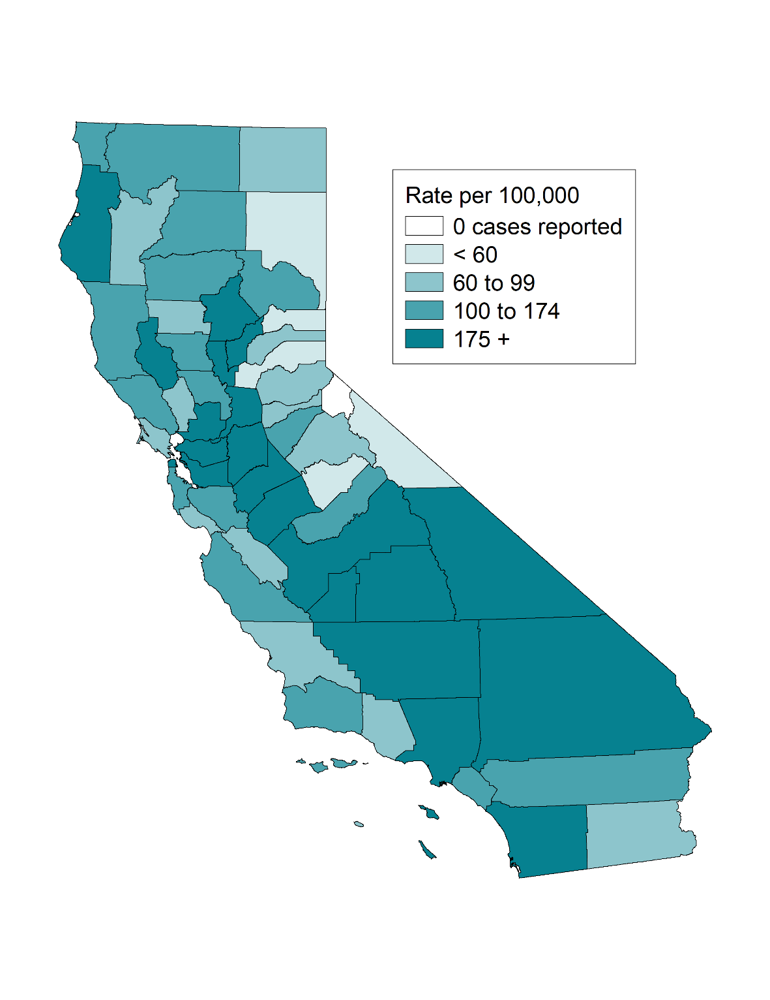 Rate per 100,000
0 cases reported
< 60
60 to 99
100 to 174
175 +